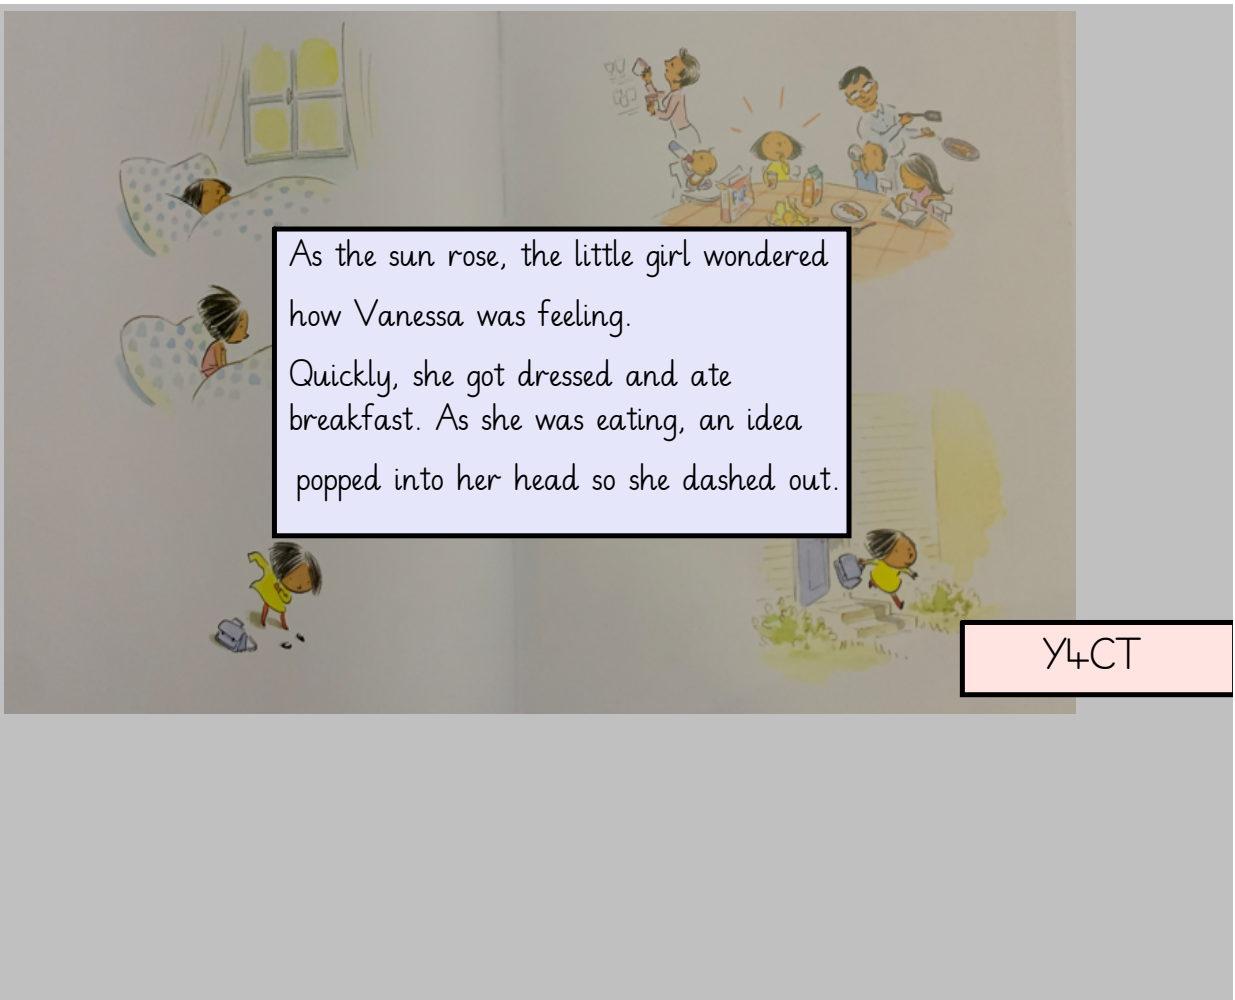 As the sun rose, the little girl wondered
how Vanessa was feeling.
Quickly, she got dressed and ate
breakfast. As she was eating, an idea
popped into her head so she dashed out.
Y4CT